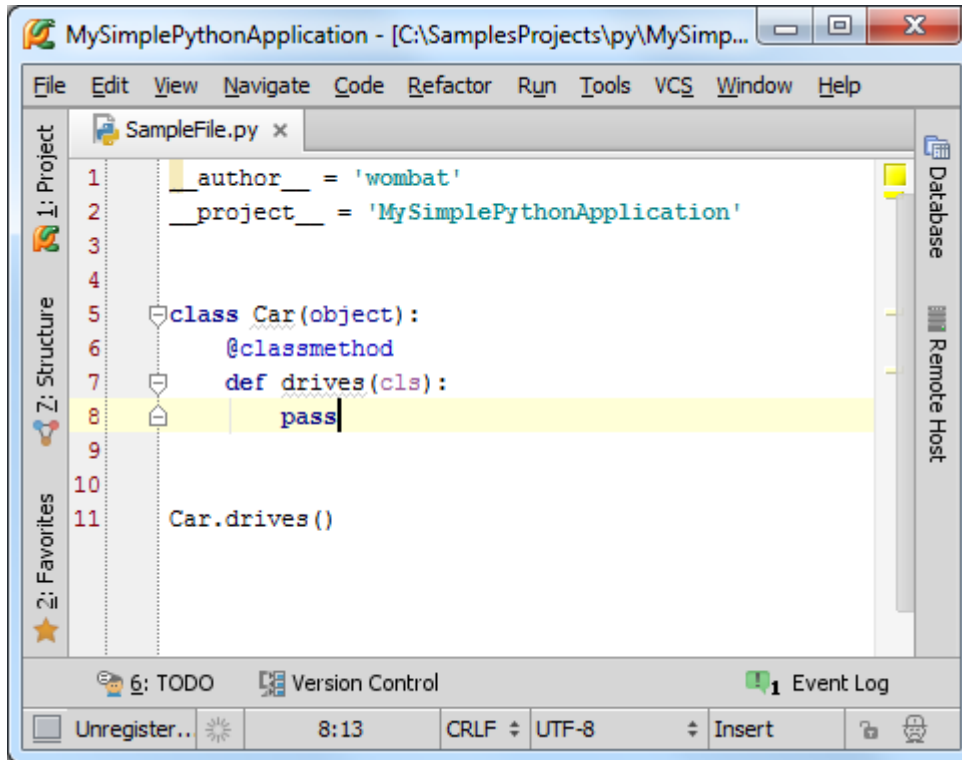 MySimplePythonApplication - [C:\SamplesProjects\py\MySimp...
File Edit View Navigate Code Refactor Run Tools VCS Window Help
SampleFile.py
1: Project
7: Structure
2: Favorites
1 __author__ = 'wombat'
2 __project__ = 'MySimplePythonApplication'
3
4
5 class Car(object):
6     @classmethod
7     def drives(cls):
8         pass
9
10
11 Car.drives()
Database
Remote Host
6: TODO Version Control 1 Event Log
Unregister... 8:13 CRLF UTF-8 Insert